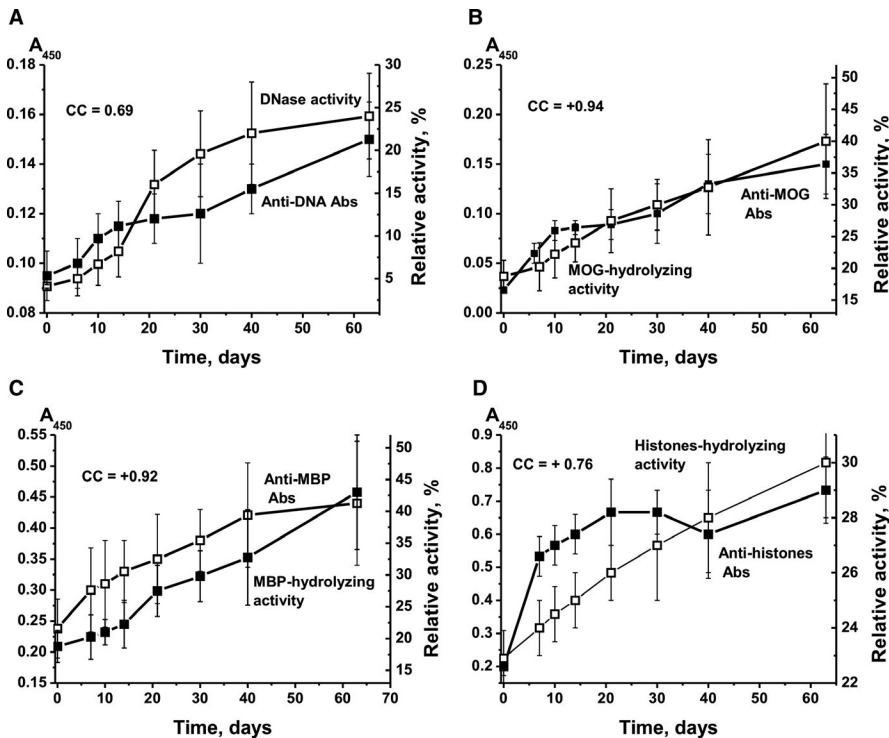 A
A450
0.18
0.16
0.14
0.12
0.10
0.08
30
25
20
15
10
5
CC = 0.69
DNase activity
Anti-DNA Abs
Relative activity, %
0 10 20 30 40 50 60
Time, days
B
A450
0.25
0.20
0.15
0.10
0.05
0.00
50
45
40
35
30
25
20
15
CC = +0.94
Anti-MOG
Abs
MOG-hydrolyzing
activity
Relative activity, %
0 10 20 30 40 50 60
Time, days
C
A450
0.55
0.50
0.45
0.40
0.35
0.30
0.25
0.20
0.15
50
45
40
35
30
25
20
15
CC = +0.92
Anti-MBP
Abs
MBP-hydrolyzing
activity
Relative activity, %
0 10 20 30 40 50 60 70
Time, days
D
A450
0.9
0.8
0.7
0.6
0.5
0.4
0.3
0.2
30
28
26
24
22
CC = + 0.76
Histones-hydrolyzing
activity
Anti-histones
Abs
Relative activity, %
0 10 20 30 40 50 60
Time, days